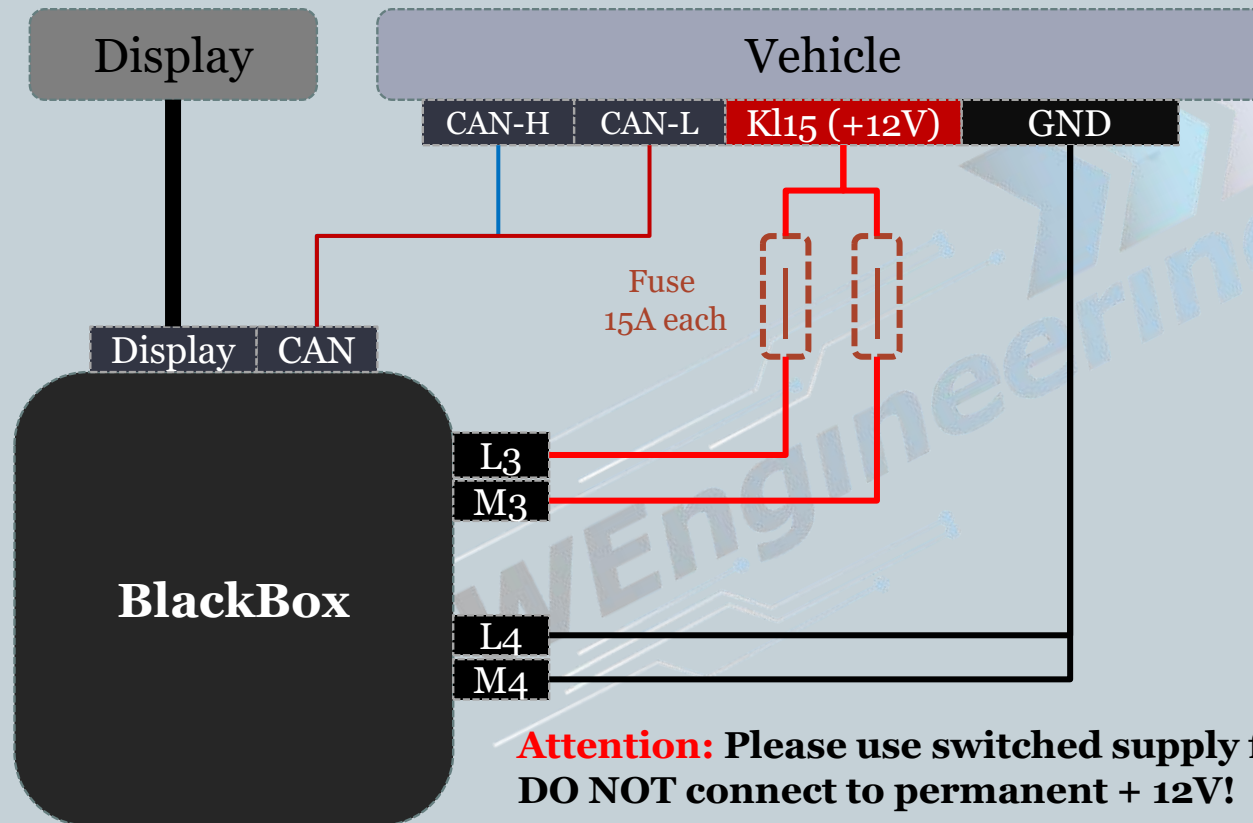 Display
Vehicle
CAN-H
CAN-L
Kl15 (+12V)
GND
Fuse
15A each
Display
CAN
L3
M3
BlackBox
L4
M4
WEngineerin
Attention: Please use switched supply
DO NOT connect to permanent + 12V!